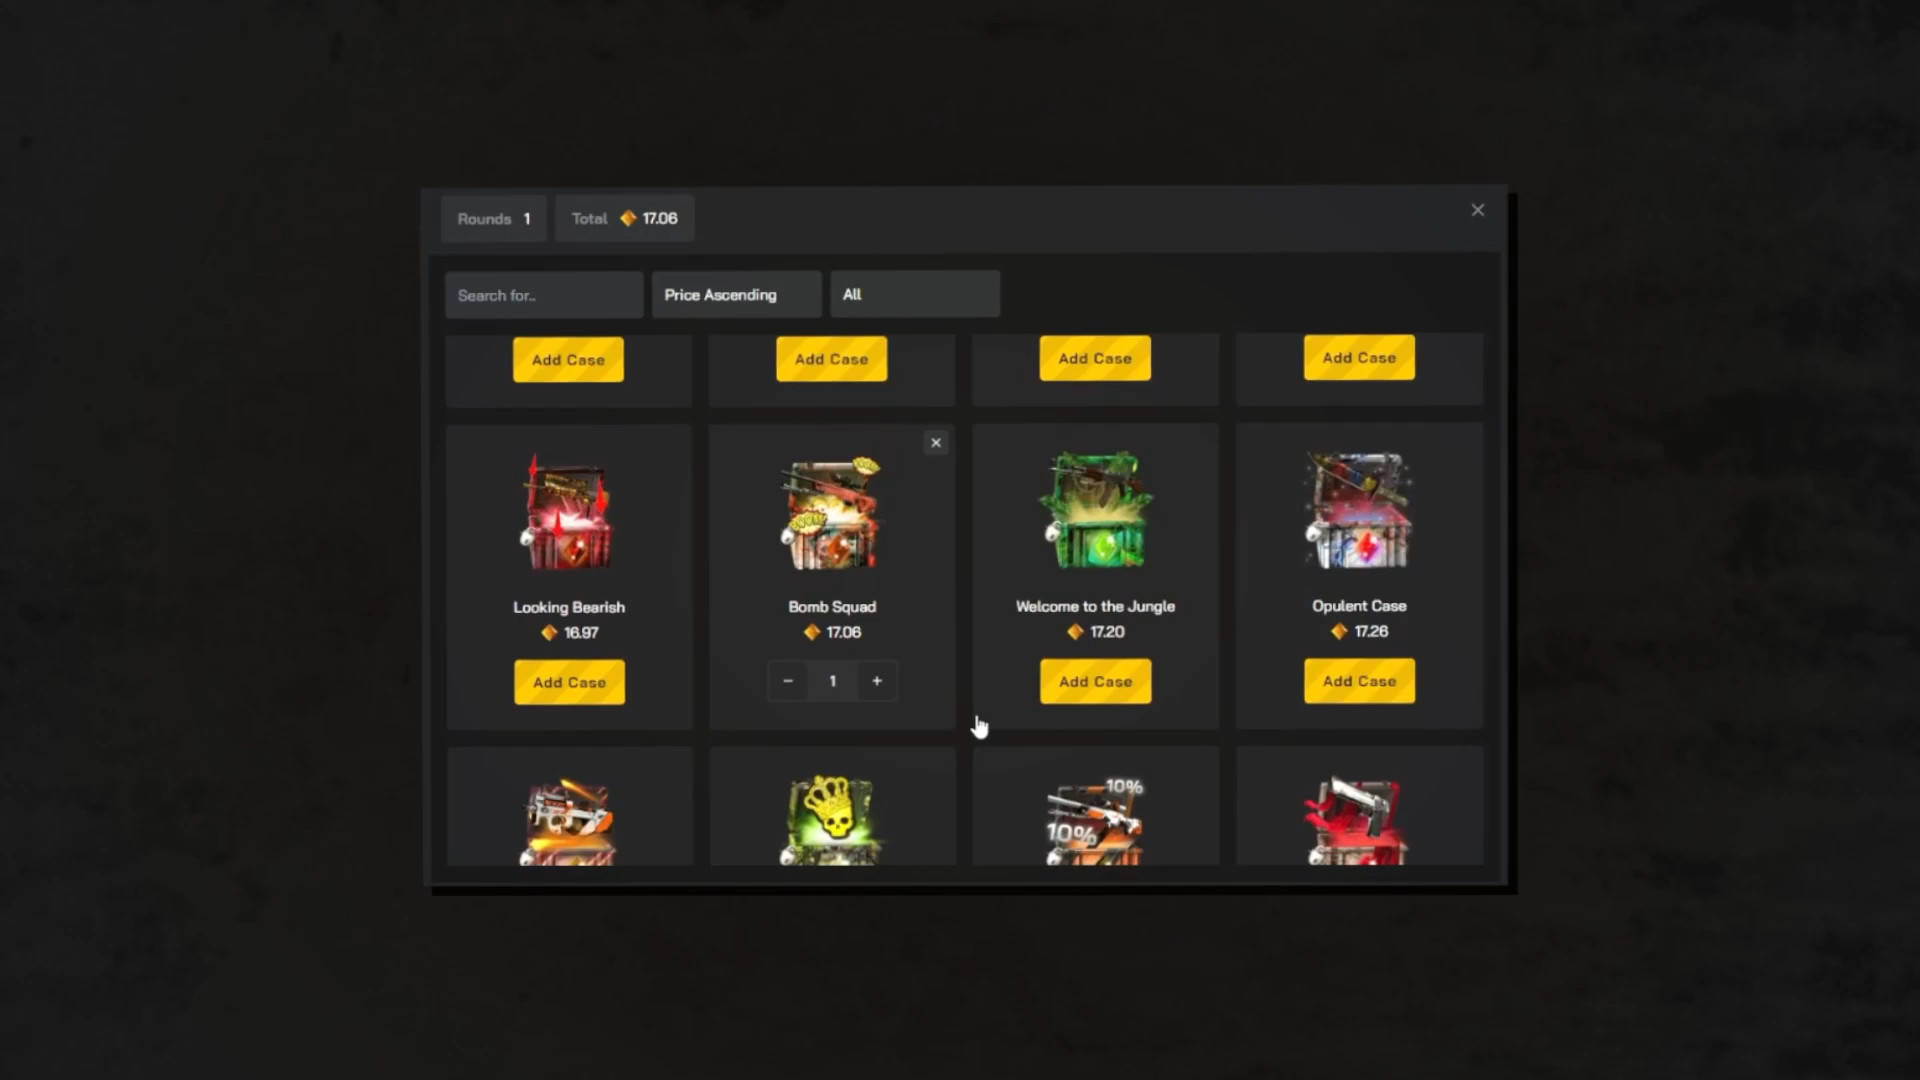 Rounds 1
Total 17.06
Search for..
Price Ascending
All
Add Case
Add Case
Add Case
Add Case
Looking Bearish
16.97
Add Case
Bomb Squad
17.06
1
Welcome to the Jungle
17.20
Add Case
Opulent Case
17.26
Add Case
10%
10%